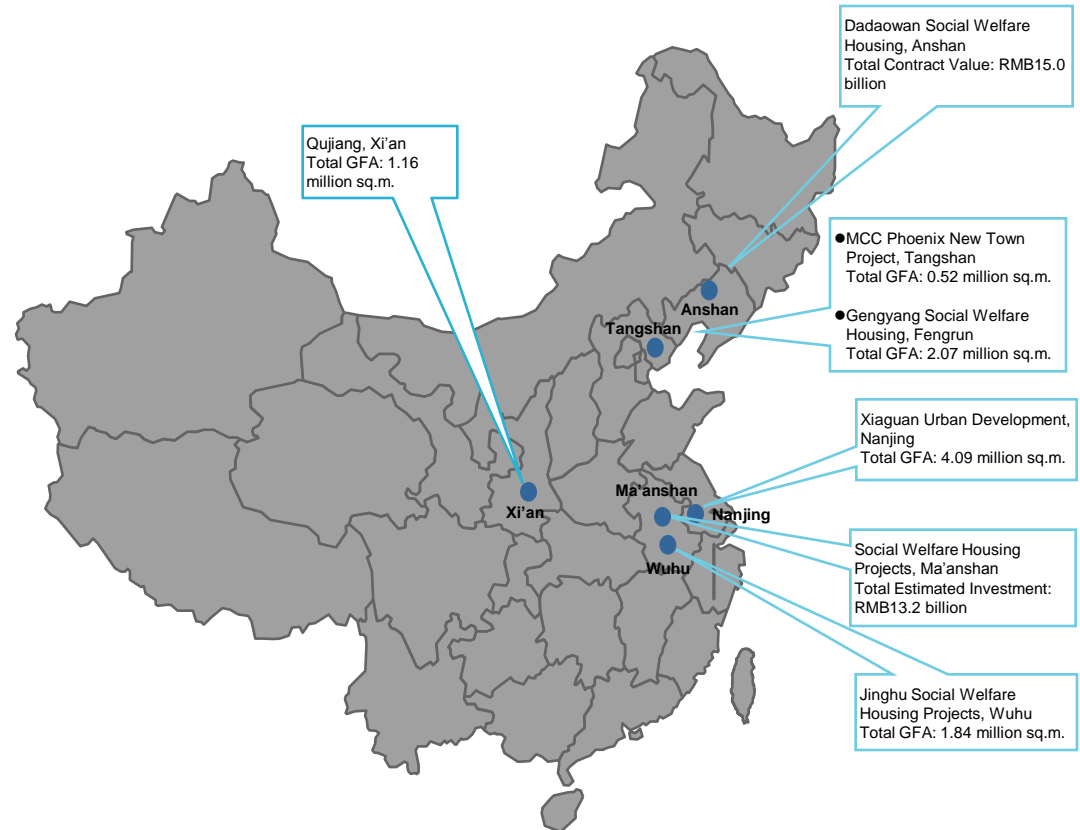 Dadaowan Social Welfare
Housing, Anshan
Total Contract Value: RMB15.0
billion
Qujiang, Xi’an
Total GFA: 1.16
million sq.m.
●MCC Phoenix New Town
Project, Tangshan
Total GFA: 0.52 million sq.m.
●Gengyang Social Welfare
Housing, Fengrun
Total GFA: 2.07 million sq.m.
Anshan
Tangshan
Xiaguan Urban Development,
Nanjing
Total GFA: 4.09 million sq.m.
Ma’anshan
Nanjing
Xi’an
Wuhu
Social Welfare Housing
Projects, Ma’anshan
Total Estimated Investment:
RMB13.2 billion
Jinghu Social Welfare
Housing Projects, Wuhu
Total GFA: 1.84 million sq.m.